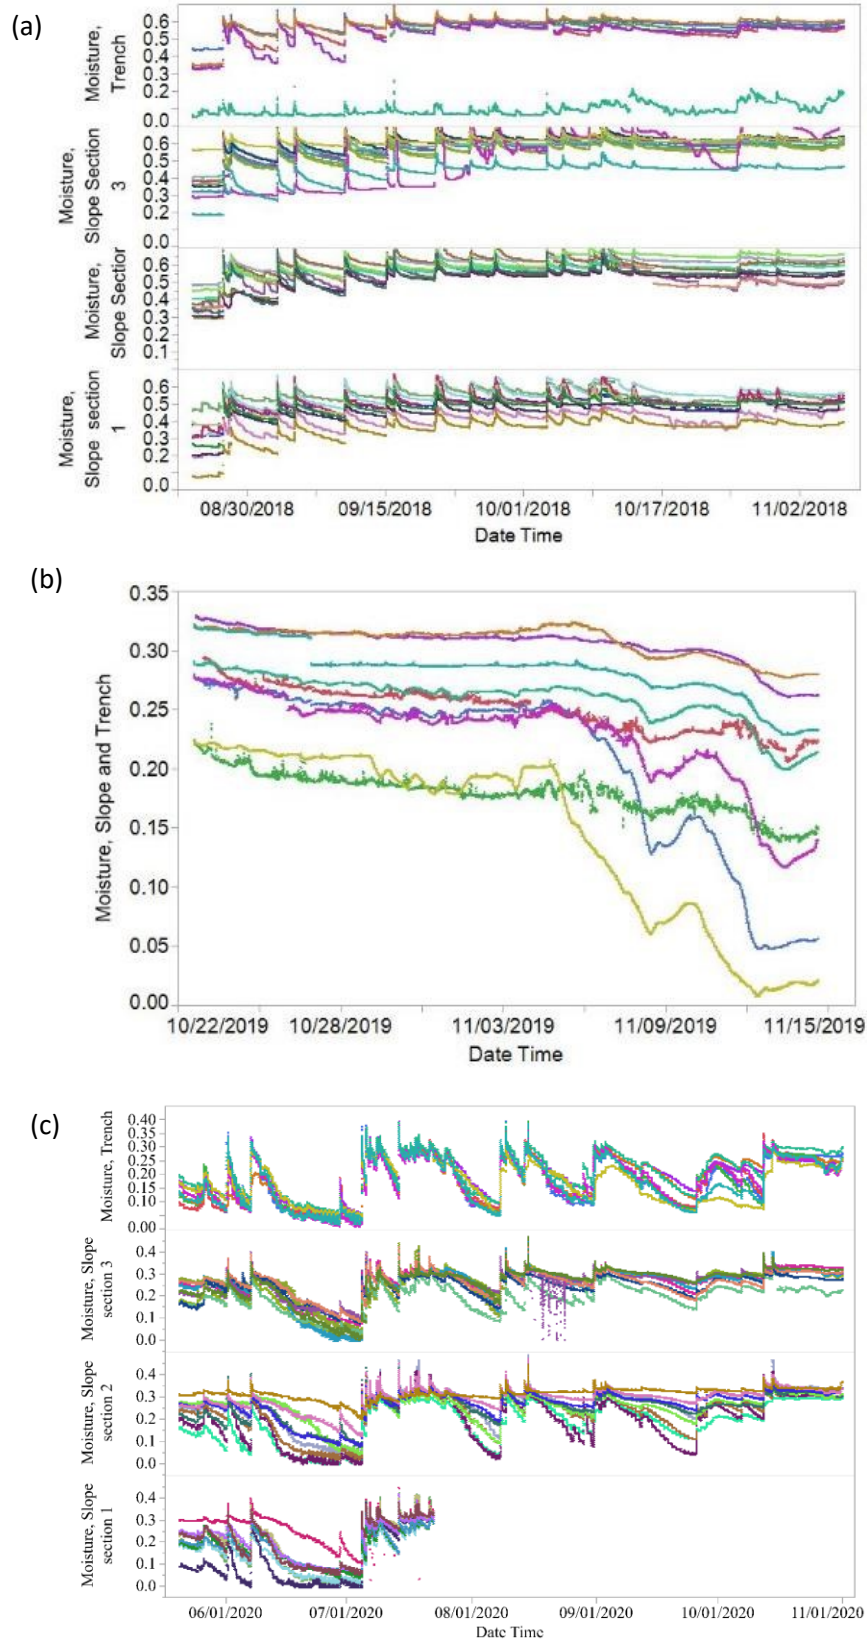 (a)
Moisture,
Trench
0.6
0.5
0.4
0.3
0.2
0.0
Moisture,
Slope Section
3
0.6
0.5
0.4
0.3
0.2
0.0
Moisture,
Slope Sectior
0.6
0.5
0.4
0.3
0.2
0.1
Moisture,
Slope section
1
0.6
0.5
0.4
0.3
0.2
0.0
08/30/2018 09/15/2018 10/01/2018 10/17/2018 11/02/2018
Date Time
(b)
Moisture, Slope and Trench
0.35
0.30
0.25
0.20
0.15
0.10
0.05
0.00
10/22/2019 10/28/2019 11/03/2019 11/09/2019 11/15/2019
Date Time
(c)
Moisture, Trench
0.40
0.35
0.30
0.25
0.20
0.15
0.10
0.00
Moisture, Slope
section 3
0.4
0.3
0.2
0.1
0.0
Moisture, Slope
section 2
0.4
0.3
0.2
0.1
0.0
Moisture, Slope
section 1
0.4
0.3
0.2
0.1
0.0
06/01/2020 07/01/2020 08/01/2020 09/01/2020 10/01/2020 11/01/2020
Date Time